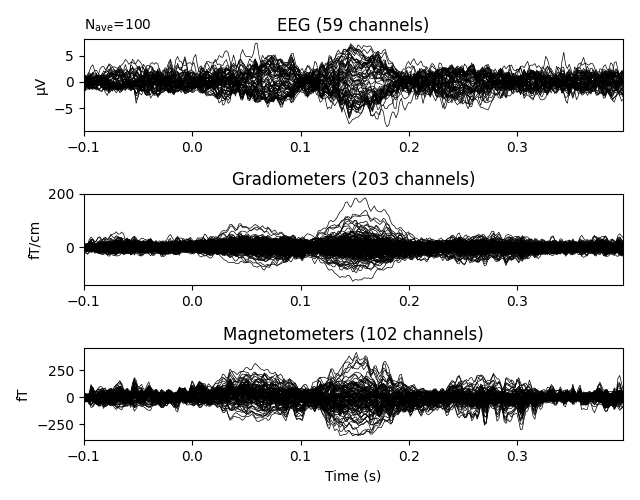 N_ave=100
EEG (59 channels)
µV
5
0
−5
−0.1 0.0 0.1 0.2 0.3
Gradiometers (203 channels)
fT/cm
200
0
−0.1 0.0 0.1 0.2 0.3
Magnetometers (102 channels)
fT
250
0
−250
−0.1 0.0 0.1 0.2 0.3
Time (s)